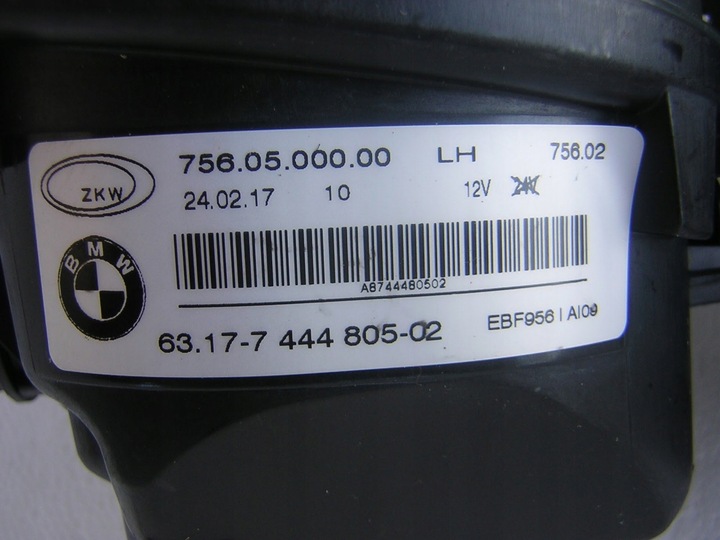 756.05.000.00 LH 756.02
ZKW
24.02.17 10 12V 24V
BMW
A8744480502
63.17-7 444 805-02 EBF956 | AI09